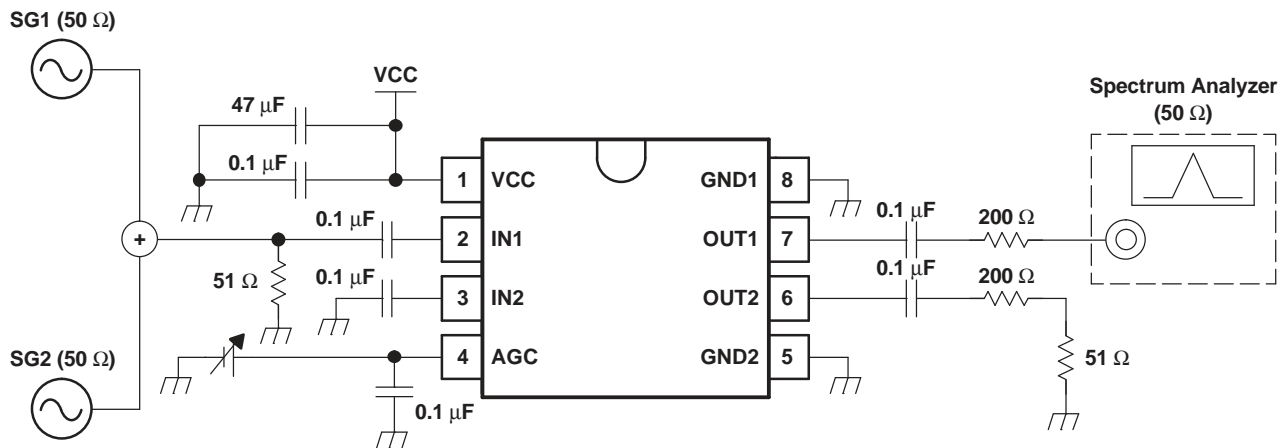 SG1 (50 Ω)
VCC
47 μF
0.1 μF
Spectrum Analyzer
(50 Ω)
1 VCC GND1 8
0.1 μF
0.1 μF
200 Ω
+
2 IN1 OUT1 7
51 Ω
0.1 μF
0.1 μF
200 Ω
3 IN2 OUT2 6
SG2 (50 Ω)
4 AGC GND2 5
51 Ω
0.1 μF